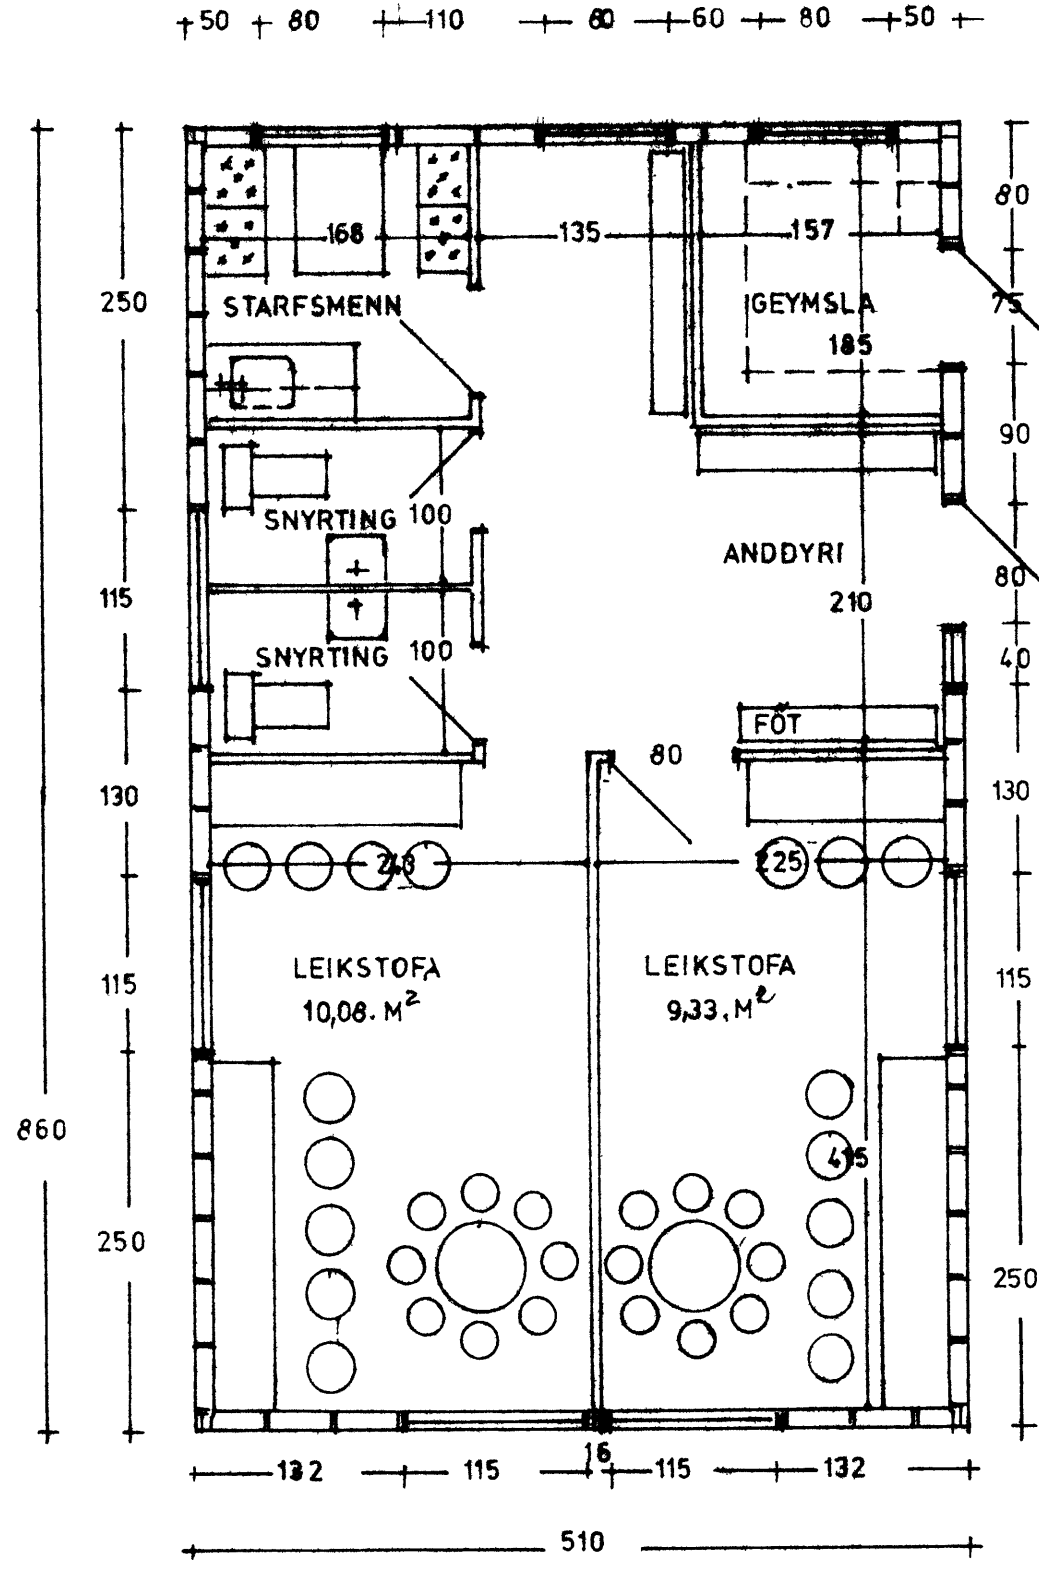 50 80 110 80 60 80 50
80
168 135 157
250 STARFSMENN GEYMSLA 75
185
90
SNYRTING 100
ANDDYRI
80
115 210
SNYRTING 100 40
FÖT
80
130 130
225
LEIKSTOFA LEIKSTOFA
115 10,08. M² 9,33. M² 115
860 415
250 250
16
132 115 115 132
510